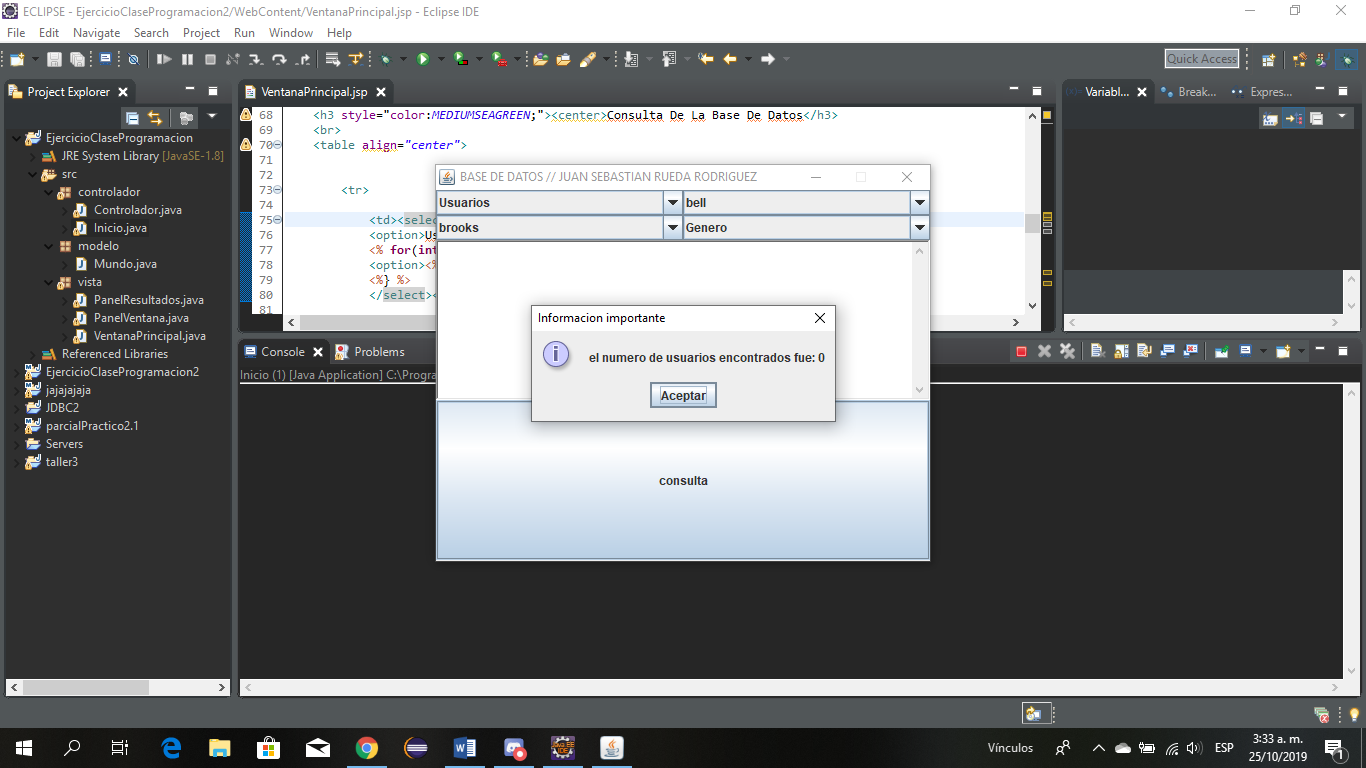 ECLIPSE - EjercicioClaseProgramacion2/WebContent/VentanaPrincipal.jsp - Eclipse IDE
File Edit Navigate Search Project Run Window Help
Quick Access
Project Explorer
EjercicioClaseProgramacion
JRE System Library [JavaSE-1.8]
src
controlador
Controlador.java
Inicio.java
modelo
Mundo.java
vista
PanelResultados.java
PanelVentana.java
VentanaPrincipal.java
Referenced Libraries
EjercicioClaseProgramacion2
jajajajaja
JDBC2
parcialPractico2.1
Servers
taller3
VentanaPrincipal.jsp
68 <h3 style="color:MEDIUMSEAGREEN;"><center>Consulta De La Base De Datos</h3>
69 <br>
70 <table align="center">
71
72
73 <tr>
74
75 <td><selec
76 <option>Us
77 <% for(int
78 <option><%
79 <%} %>
80 </select><
81
Variabl... Break... Expres...
BASE DE DATOS // JUAN SEBASTIAN RUEDA RODRIGUEZ
Usuarios bell
brooks Genero
Informacion importante
el numero de usuarios encontrados fue: 0
Aceptar
consulta
Console Problems
Inicio (1) [Java Application] C:\Progra
Vínculos ESP 3:33 a. m.
25/10/2019
1